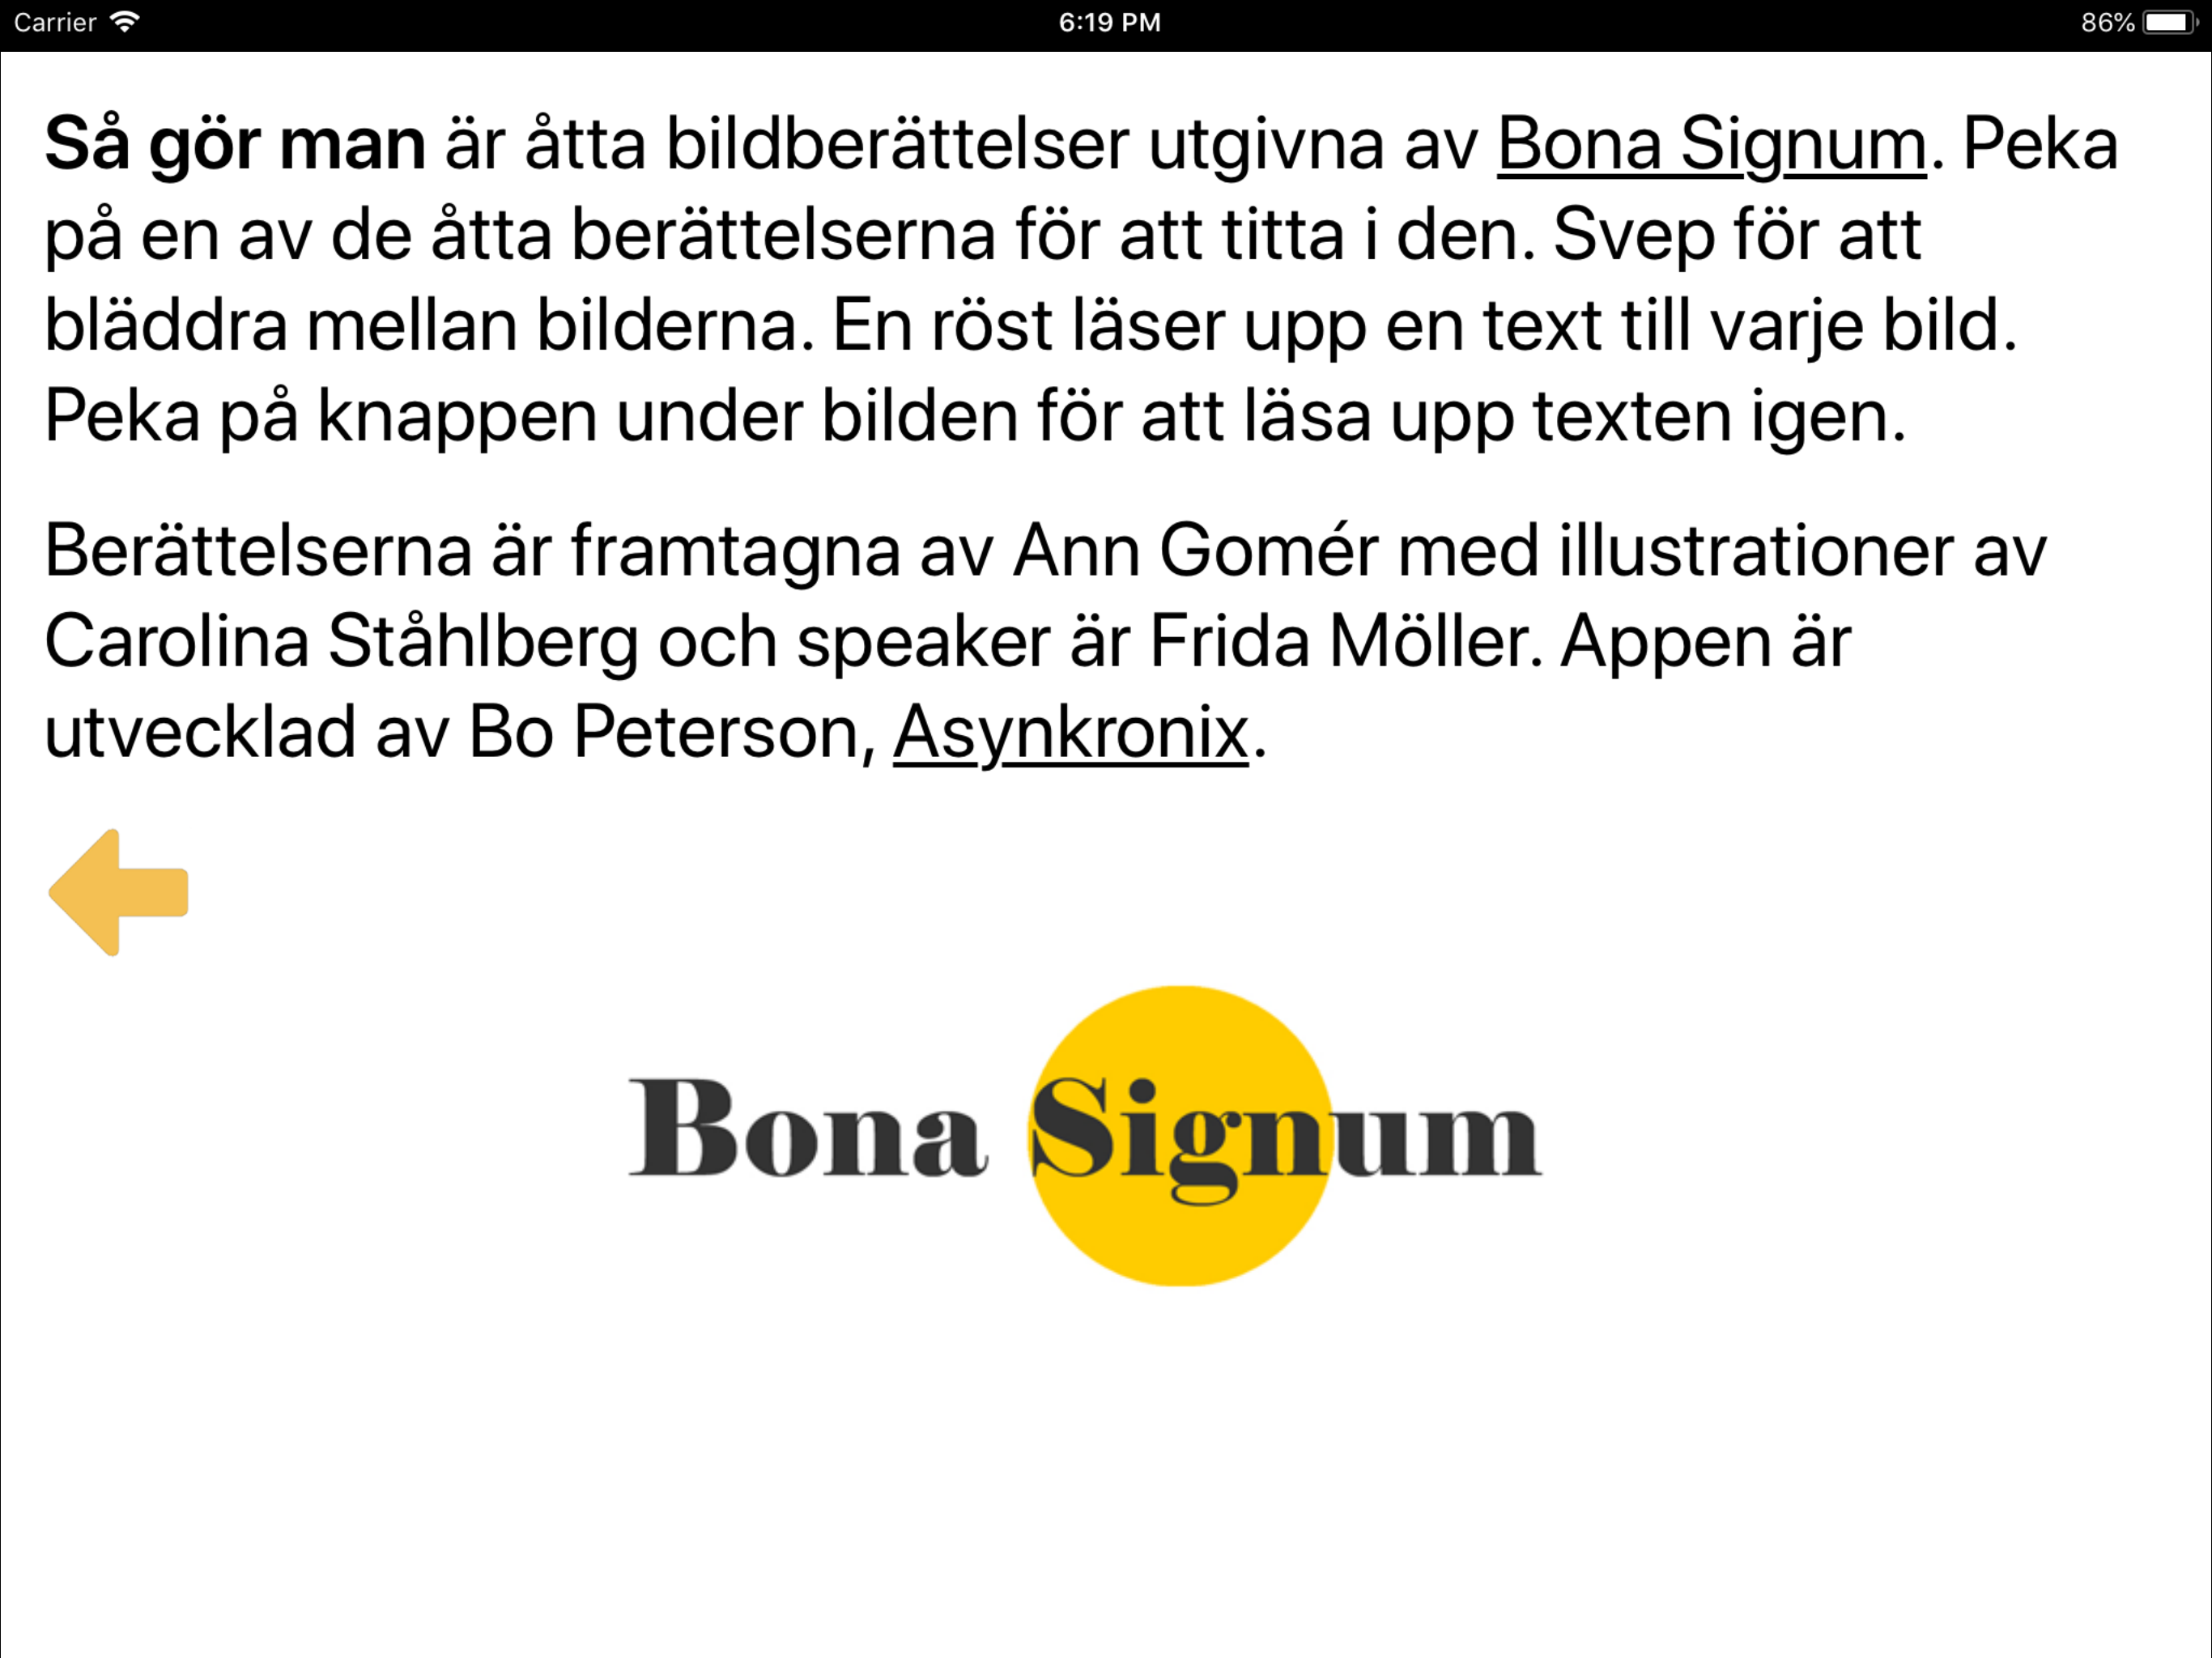 Carrier
6:19 PM
86%
Så gör man är åtta bildberättelser utgivna av Bona Signum. Peka
på en av de åtta berättelserna för att titta i den. Svep för att
bläddra mellan bilderna. En röst läser upp en text till varje bild.
Peka på knappen under bilden för att läsa upp texten igen.
Berättelserna är framtagna av Ann Gomér med illustrationer av
Carolina Ståhlberg och speaker är Frida Möller. Appen är
utvecklad av Bo Peterson, Asynkronix.
Bona Signum